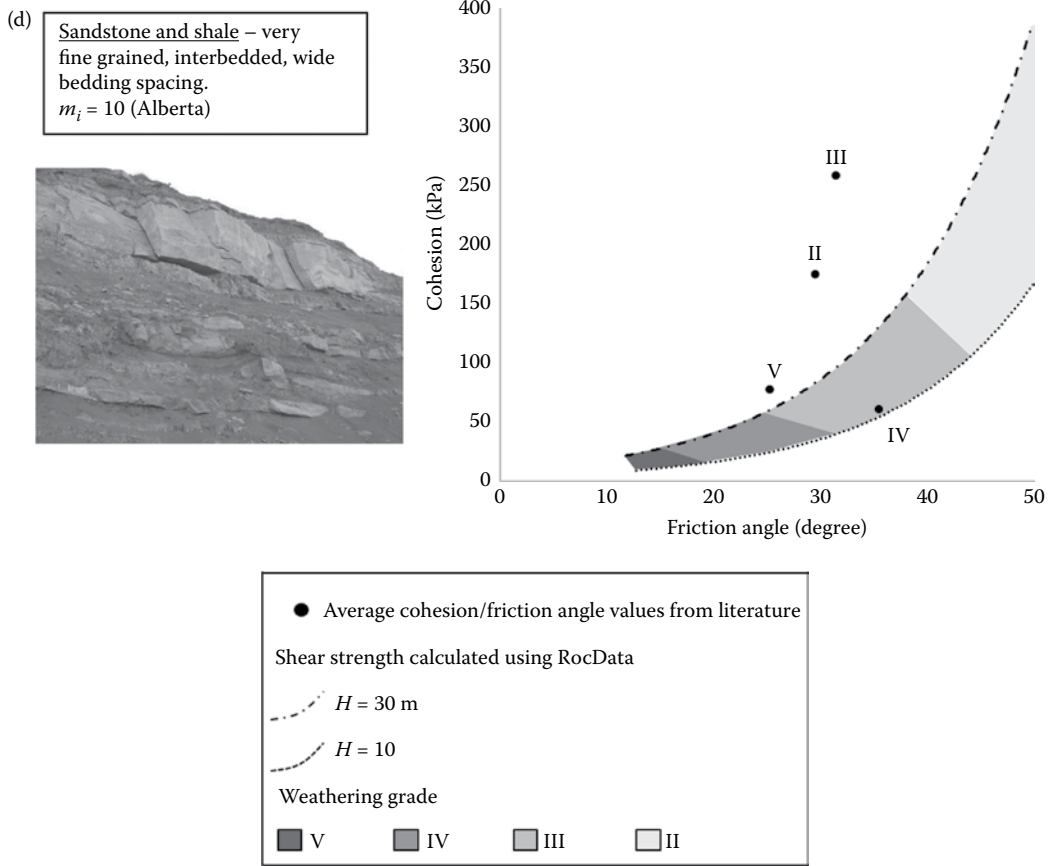 (d)
Sandstone and shale – very
fine grained, interbedded, wide
bedding spacing.
mi = 10 (Alberta)
Cohesion (kPa)
400
350
300
250
200
150
100
50
0
III
II
V
IV
0 10 20 30 40 50
Friction angle (degree)
Average cohesion/friction angle values from literature
Shear strength calculated using RocData
H = 30 m
H = 10
Weathering grade
V IV III II